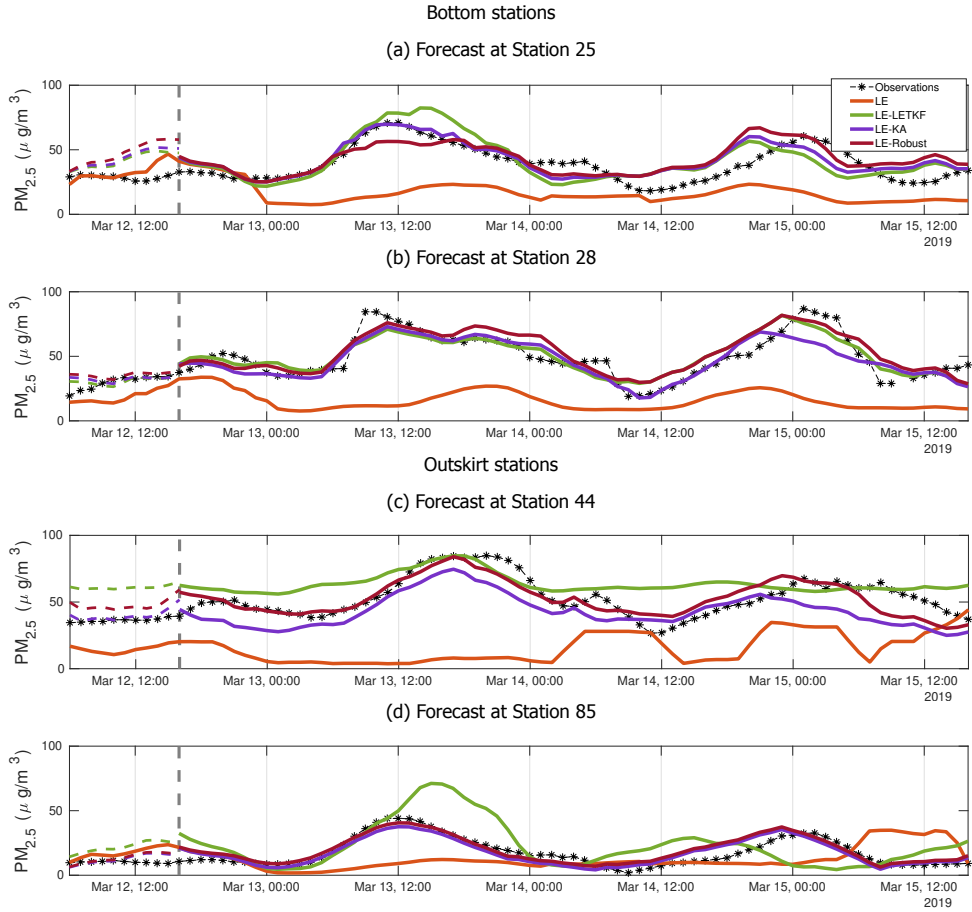 Bottom stations
(a) Forecast at Station 25
PM2.5 (μ g/m3)
100
50
0
Observations
LE
LE-LETKF
LE-KA
LE-Robust
Mar 12, 12:00 Mar 13, 00:00 Mar 13, 12:00 Mar 14, 00:00 Mar 14, 12:00 Mar 15, 00:00 Mar 15, 12:00
2019
(b) Forecast at Station 28
PM2.5 (μ g/m3)
100
50
0
Mar 12, 12:00 Mar 13, 00:00 Mar 13, 12:00 Mar 14, 00:00 Mar 14, 12:00 Mar 15, 00:00 Mar 15, 12:00
2019
Outskirt stations
(c) Forecast at Station 44
PM2.5 (μ g/m3)
100
50
0
Mar 12, 12:00 Mar 13, 00:00 Mar 13, 12:00 Mar 14, 00:00 Mar 14, 12:00 Mar 15, 00:00 Mar 15, 12:00
2019
(d) Forecast at Station 85
PM2.5 (μ g/m3)
100
50
0
Mar 12, 12:00 Mar 13, 00:00 Mar 13, 12:00 Mar 14, 00:00 Mar 14, 12:00 Mar 15, 00:00 Mar 15, 12:00
2019